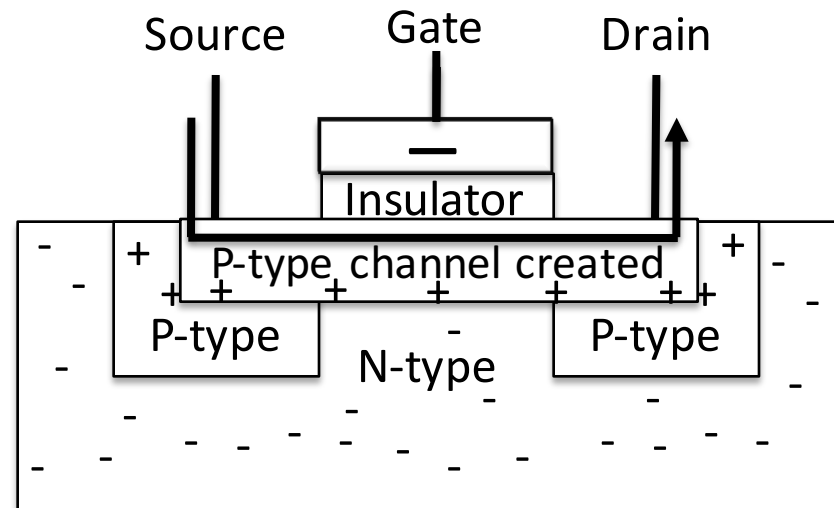 Source
Gate
Drain
Insulator
P-type channel created
P-type
N-type
P-type